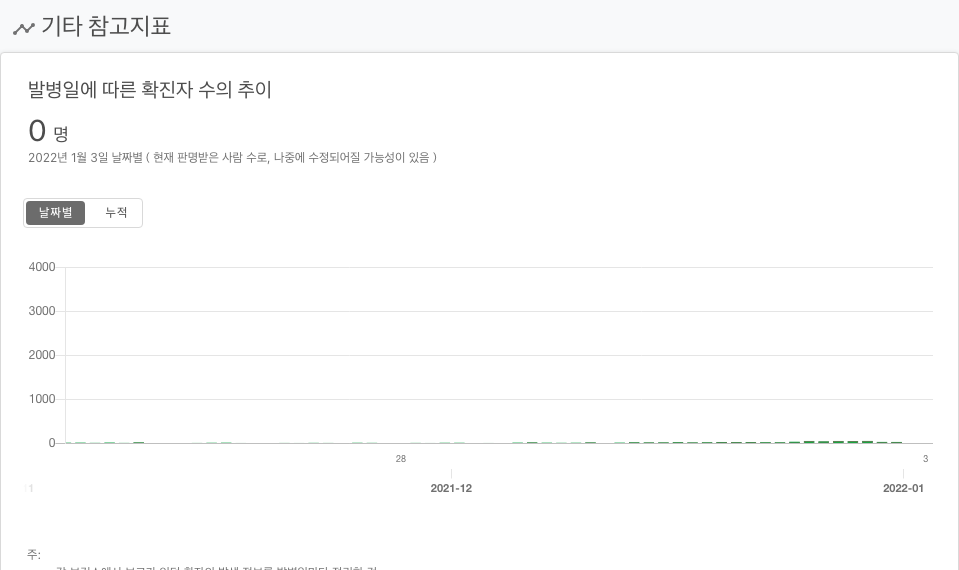 기타 참고지표
발병일에 따른 확진자 수의 추이
0 명
2022년 1월 3일 날짜별 ( 현재 판명받은 사람 수로, 나중에 수정되어질 가능성이 있음 )
날짜별 누적
4000
3000
2000
1000
0
28 3
1 2021-12 2022-01
주: